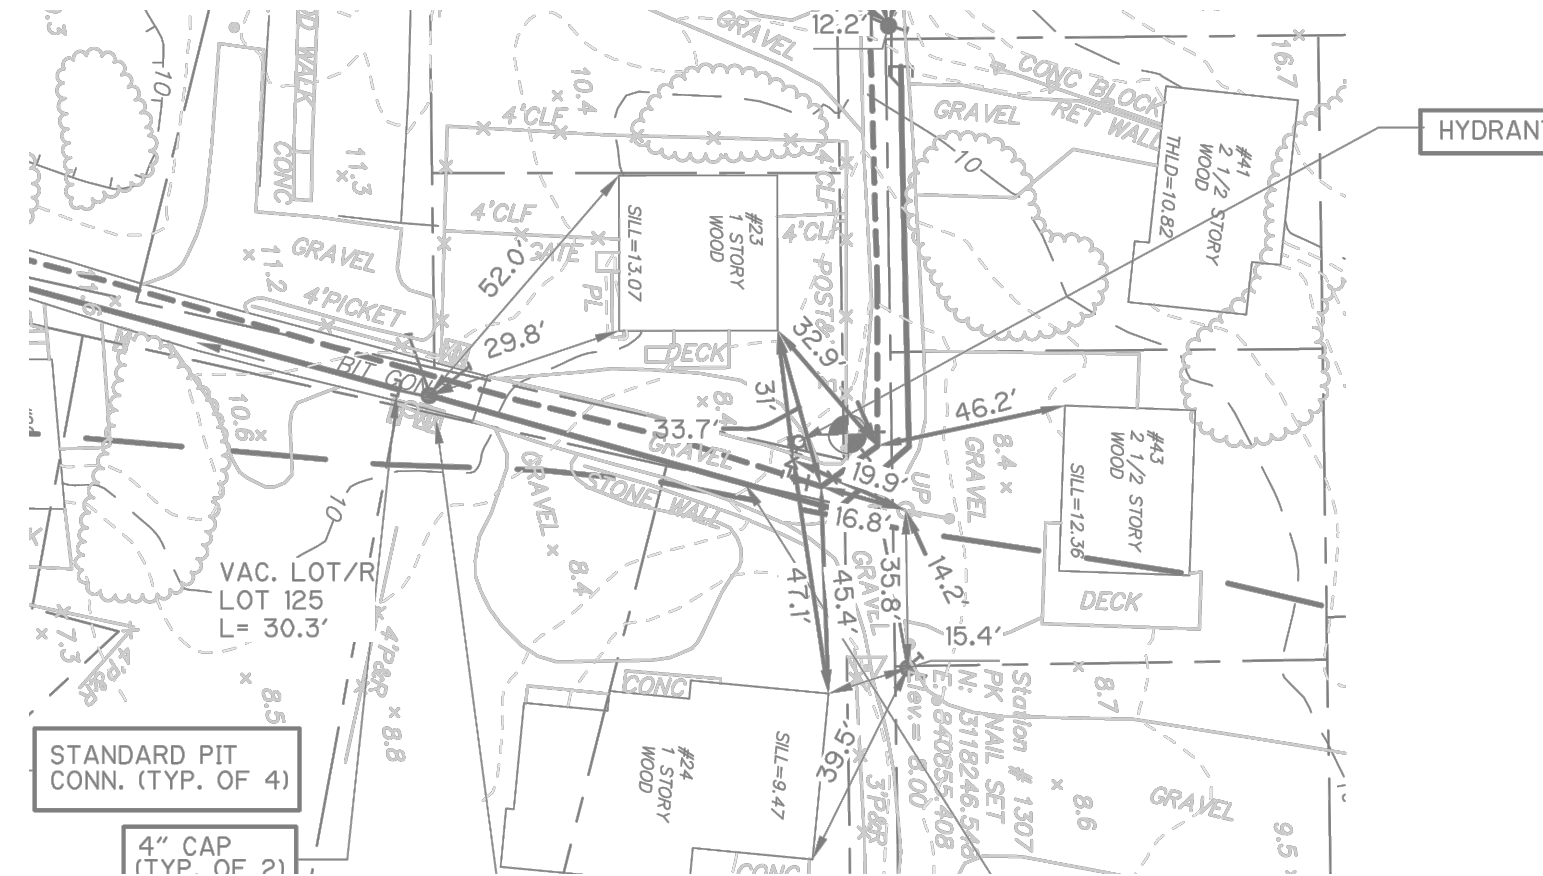 12.2′
GRAVEL
16.7
CONC BLOCK
RET WALL
GRAVEL
HYDRANT
10
10.4
4'CLF
CONC
11.3
10
THLD=10.82
#41
2 1/2 STORY
WOOD
4'CLF
4'CLF
GATE
SILL=13.07
#23
1 STORY
WOOD
4'CLF
GRAVEL
11.2
52.0′
PL
4'PICKET
29.8′
DECK
32.9′
BIT CON
31′
8.4
46.2′
10.6
33.7′
GRAVEL
8.4
GRAVEL
#43
2 1/2 STORY
WOOD
SILL=12.36
19.9′
UP
GRAVEL
STONE WALL
16.8′
10
8.4
47.1′
45.4′
GRAVEL
35.8′
14.2′
DECK
VAC. LOT/R
LOT 125
L= 30.3′
15.4′
7.3
4'P&R
4'P&R
8.5
8.8
CONC
Station # 1307
PK NAIL SET
8.7
STANDARD PIT
CONN. (TYP. OF 4)
#24
1 STORY
WOOD
SILL=9.47
39.5′
3'P&R
8.6
GRAVEL
9.5
4″ CAP
(TYP. OF 2)
CONC